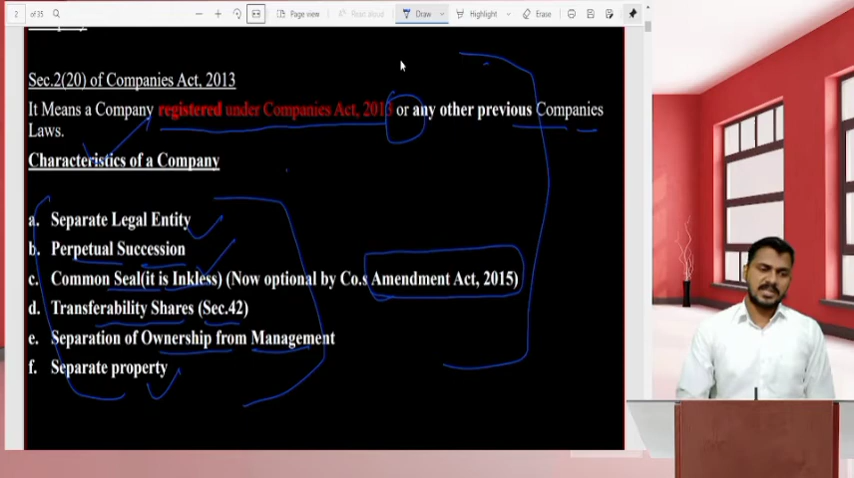 2 of 35
Page view
Read aloud
Draw
Highlight
Erase
Sec.2(20) of Companies Act, 2013
It Means a Company registered under Companies Act, 2013 or any other previous Companies
Laws.
Characteristics of a Company
a. Separate Legal Entity
b. Perpetual Succession
c. Common Seal(it is Inkless) (Now optional by Co.s Amendment Act, 2015)
d. Transferability Shares (Sec.42)
e. Separation of Ownership from Management
f. Separate property